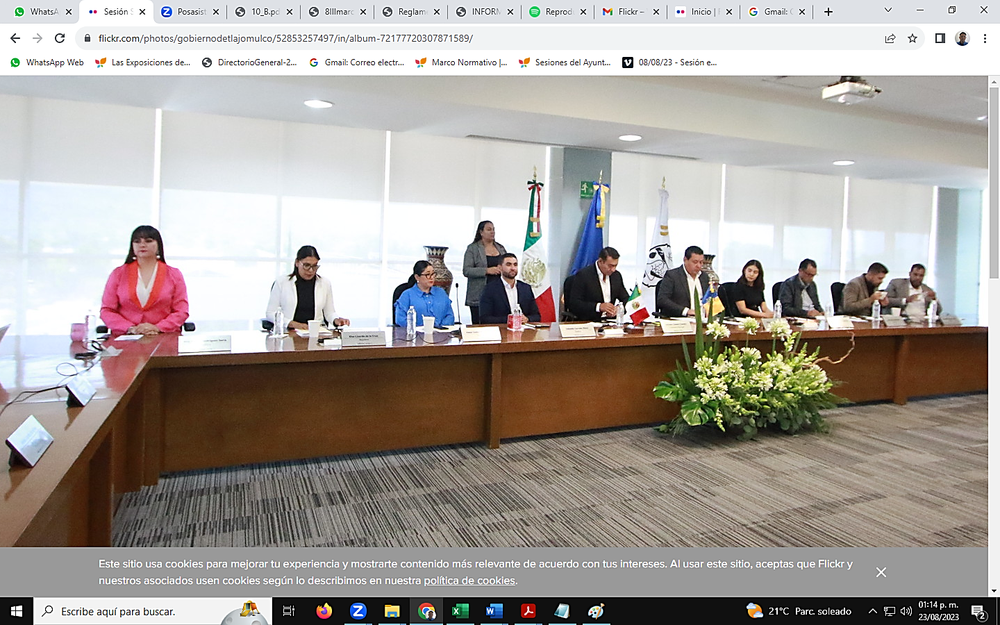 WhatsA
Sesión S
Posasist
10_B.pd
8IIImarc
Reglame
INFORM
Reprodu
Flickr –
Inicio | F
Gmail: C
flickr.com/photos/gobiernodetlajomulco/52853257497/in/album-72177720307871589/
WhatsApp Web
Las Exposiciones de...
DirectorioGeneral-2...
Gmail: Correo electr...
Marco Normativo |...
Sesiones del Ayunt...
08/08/23 - Sesión e...
Este sitio usa cookies para mejorar tu experiencia y mostrarte contenido más relevante de acuerdo con tus intereses. Al usar este sitio, aceptas que Flickr y
nuestros asociados usen cookies según lo describimos en nuestra política de cookies.
Escribe aquí para buscar.
21°C Parc. soleado
01:14 p. m.
23/08/2023
2